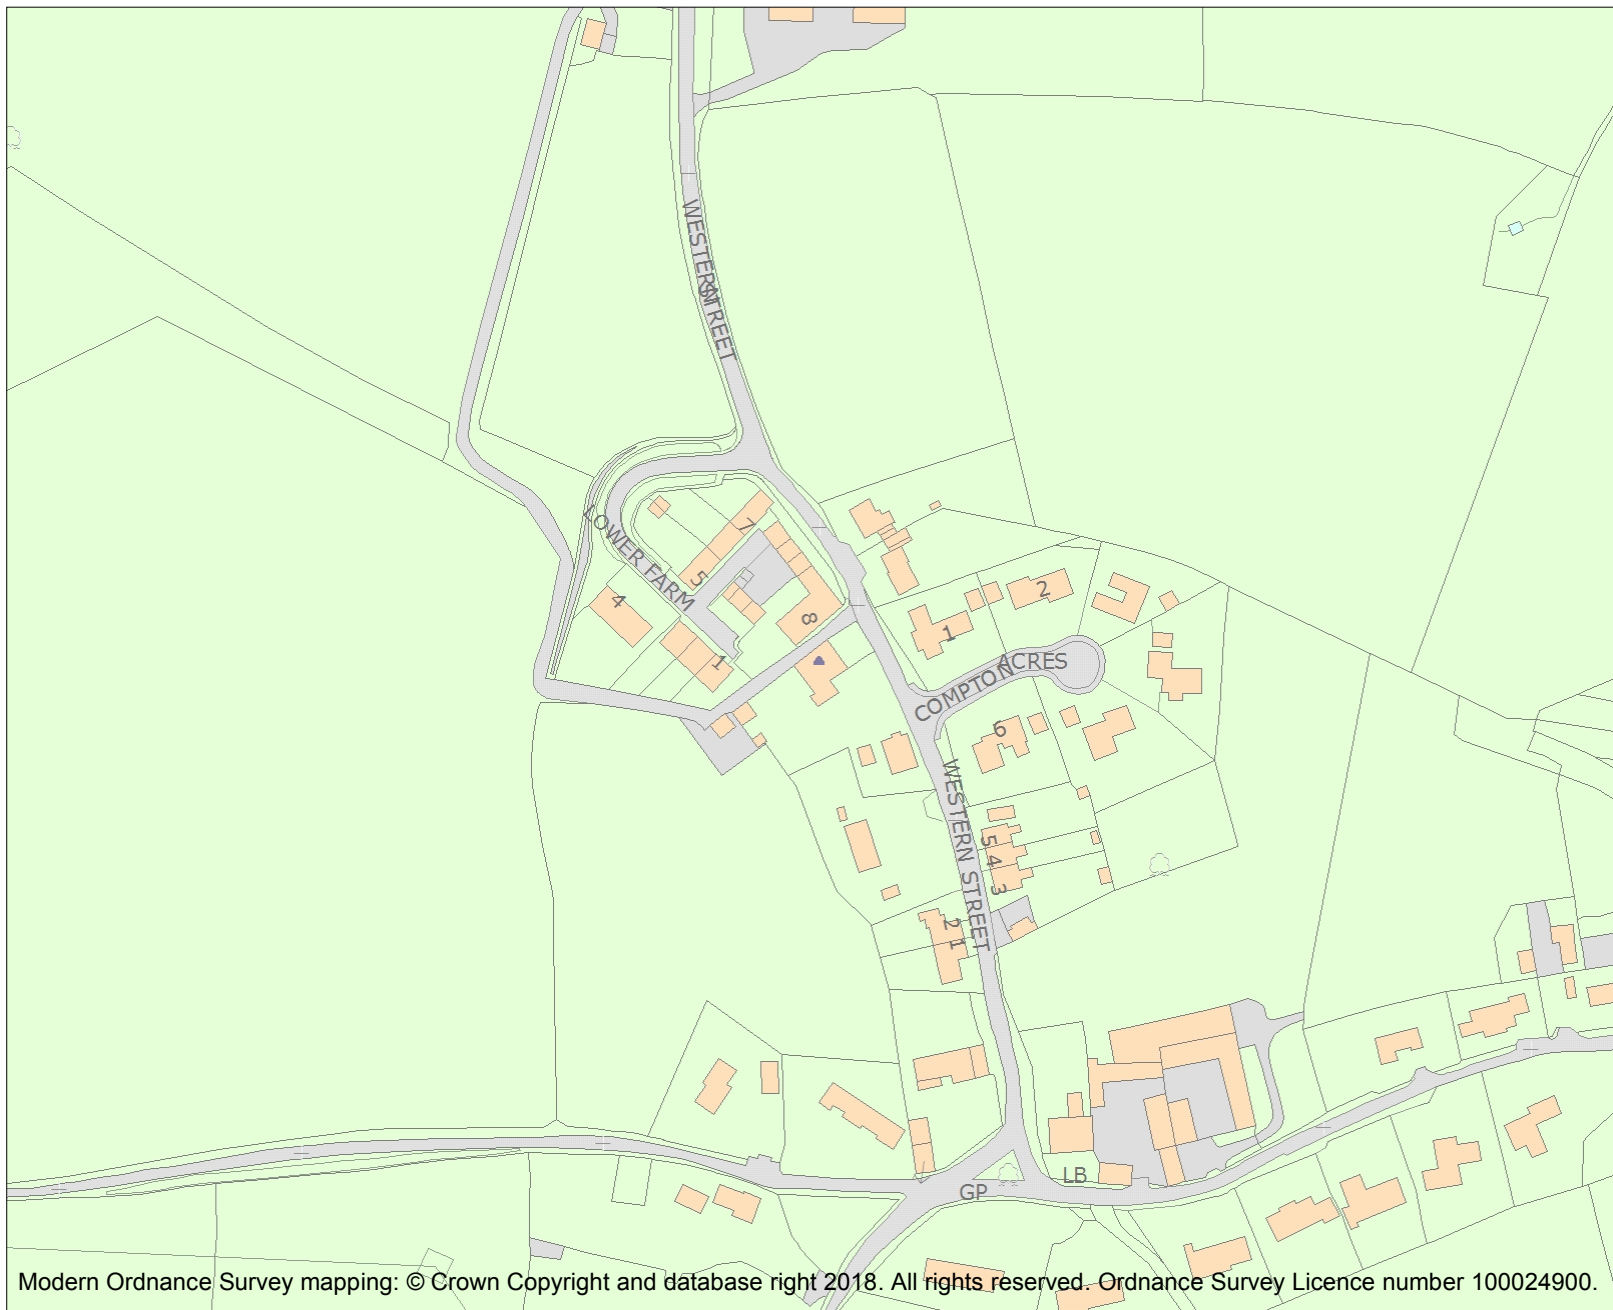 WESTERN STREET
7
LOWER FARM
5
4
8
1
2
1
COMPTON ACRES
6
WESTERN STREET
5
4
3
2
1
LB
GP
Modern Ordnance Survey mapping: © Crown Copyright and database right 2018. All rights reserved. Ordnance Survey Licence number 100024900.